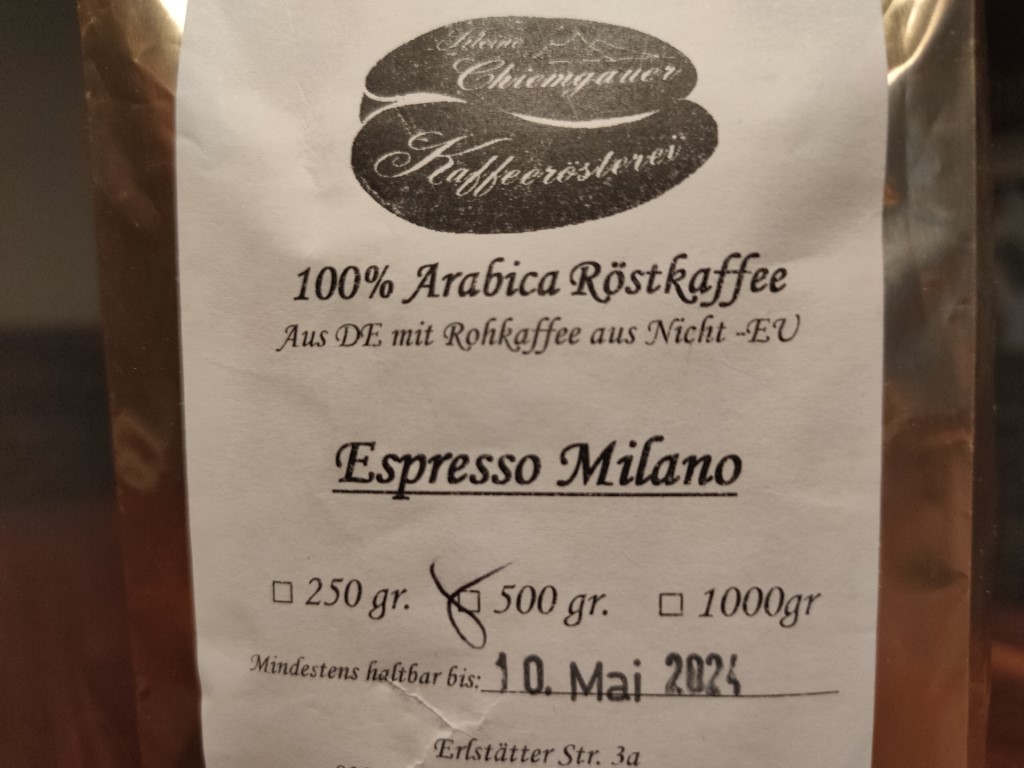 Chiemgauer
Kaffeerösterei
100% Arabica Röstkaffee
Aus DE mit Rohkaffee aus Nicht -EU
Espresso Milano
250 gr. 500 gr. 1000gr
Mindestens haltbar bis: 10. Mai 2024
Erlstätter Str. 3a